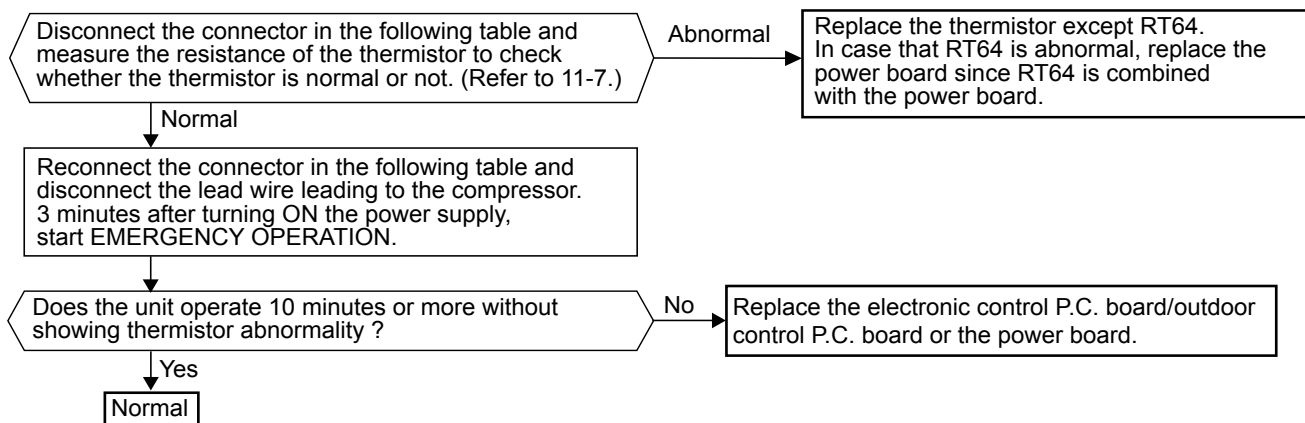 Disconnect the connector in the following table and
measure the resistance of the thermistor to check
whether the thermistor is normal or not. (Refer to 11-7.)
Abnormal
Replace the thermistor except RT64.
In case that RT64 is abnormal, replace the
power board since RT64 is combined
with the power board.
Normal
Reconnect the connector in the following table and
disconnect the lead wire leading to the compressor.
3 minutes after turning ON the power supply,
start EMERGENCY OPERATION.
Does the unit operate 10 minutes or more without
showing thermistor abnormality ?
No
Replace the electronic control P.C. board/outdoor
control P.C. board or the power board.
Yes
Normal